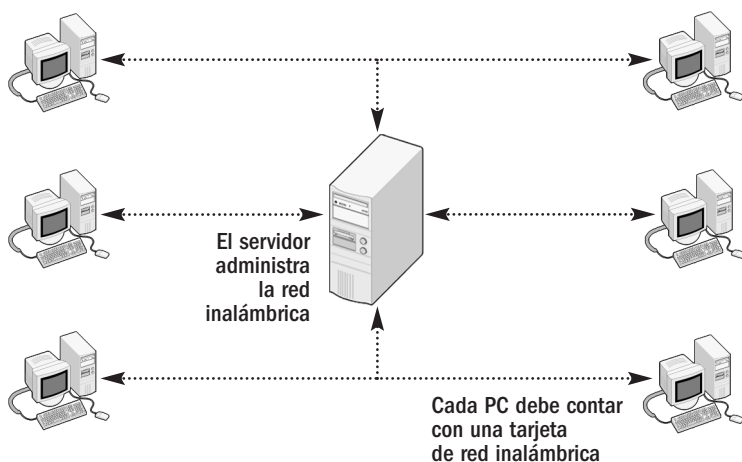 El servidor
administra
la red
inalámbrica
Cada PC debe contar
con una tarjeta
de red inalámbrica